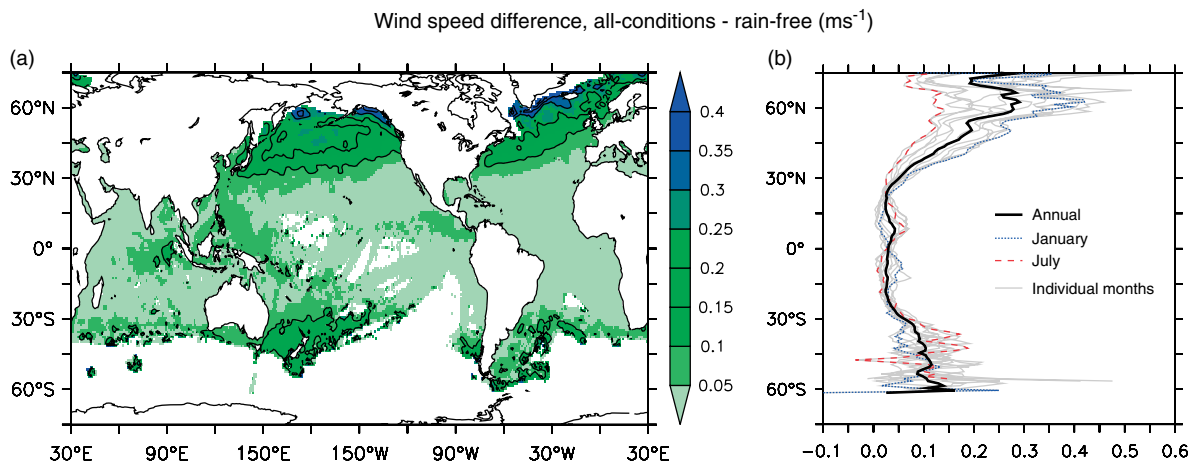 Wind speed difference, all-conditions - rain-free (ms-1)
(a)
60°N
30°N
0°
30°S
60°S
30°E
90°E
150°E
150°W
90°W
30°W
30°E
0.4
0.35
0.3
0.25
0.2
0.15
0.1
0.05
(b)
60°N
30°N
0°
30°S
60°S
Annual
January
July
Individual months
−0.1
0.0
0.1
0.2
0.3
0.4
0.5
0.6